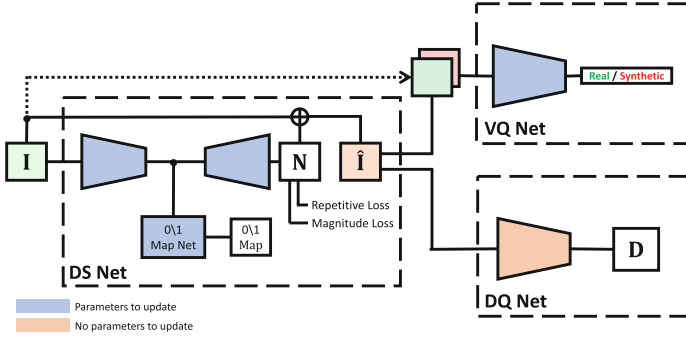 Real / Synthetic
VQ Net
I
N
Î
Repetitive Loss
Magnitude Loss
0\1
Map Net
0\1
Map
DS Net
D
DQ Net
Parameters to update
No parameters to update